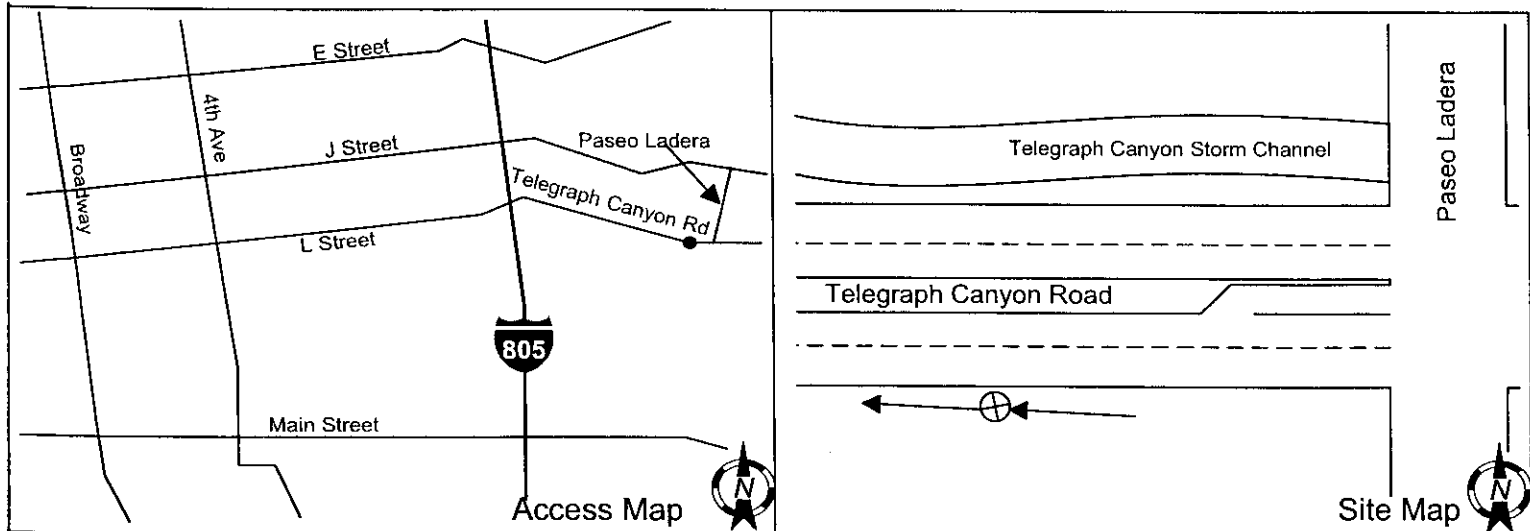 E Street
4th Ave
J Street
Paseo Ladera
Broadway
Telegraph Canyon Rd
L Street
805
Main Street
N
Access Map
Paseo Ladera
Telegraph Canyon Storm Channel
Telegraph Canyon Road
N
Site Map